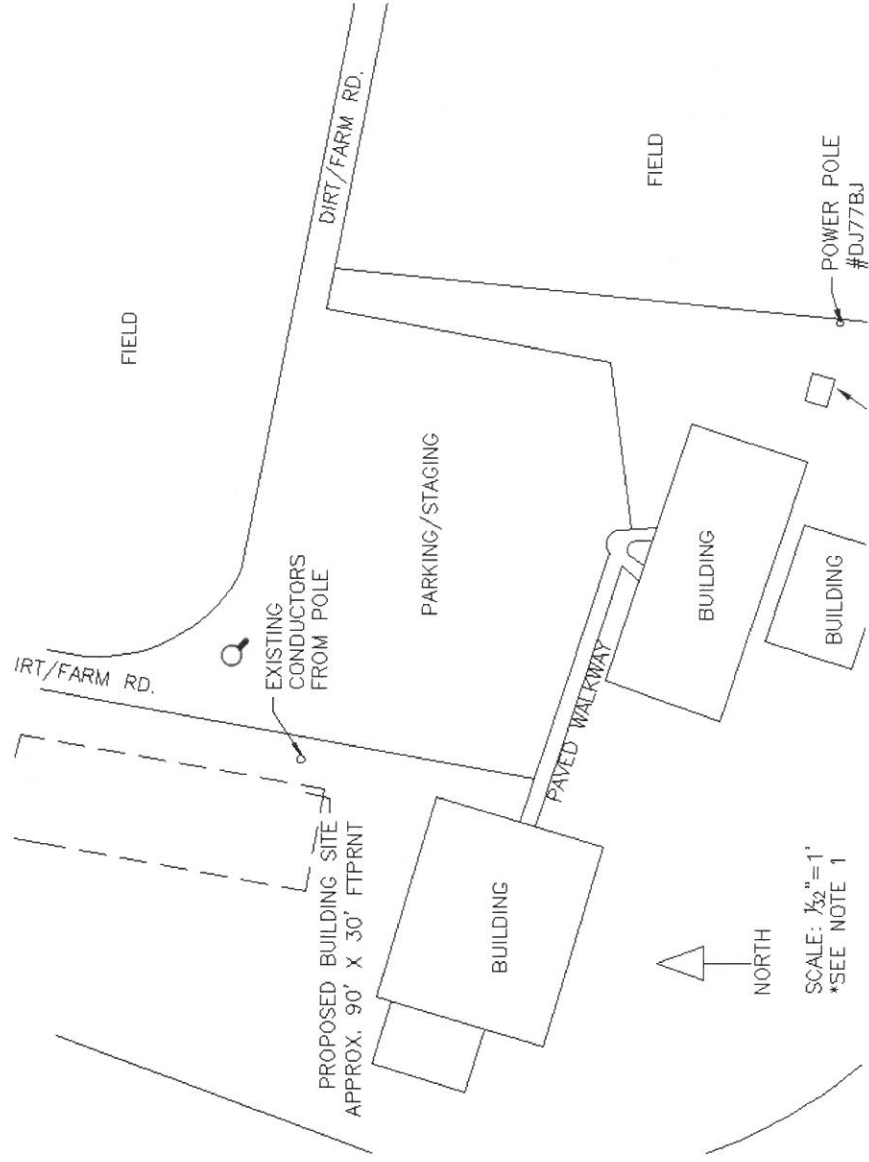 FIELD
DIRT/FARM RD.
FIELD
IRT/FARM RD.
EXISTING
CONDUCTORS
FROM POLE
PARKING/STAGING
POWER POLE
#DJ77BJ
PROPOSED BUILDING SITE
APPROX. 90' X 30' FTPRNT
PAVED WALKWAY
BUILDING
BUILDING
BUILDING
NORTH
SCALE: 1/32"=1'
*SEE NOTE 1